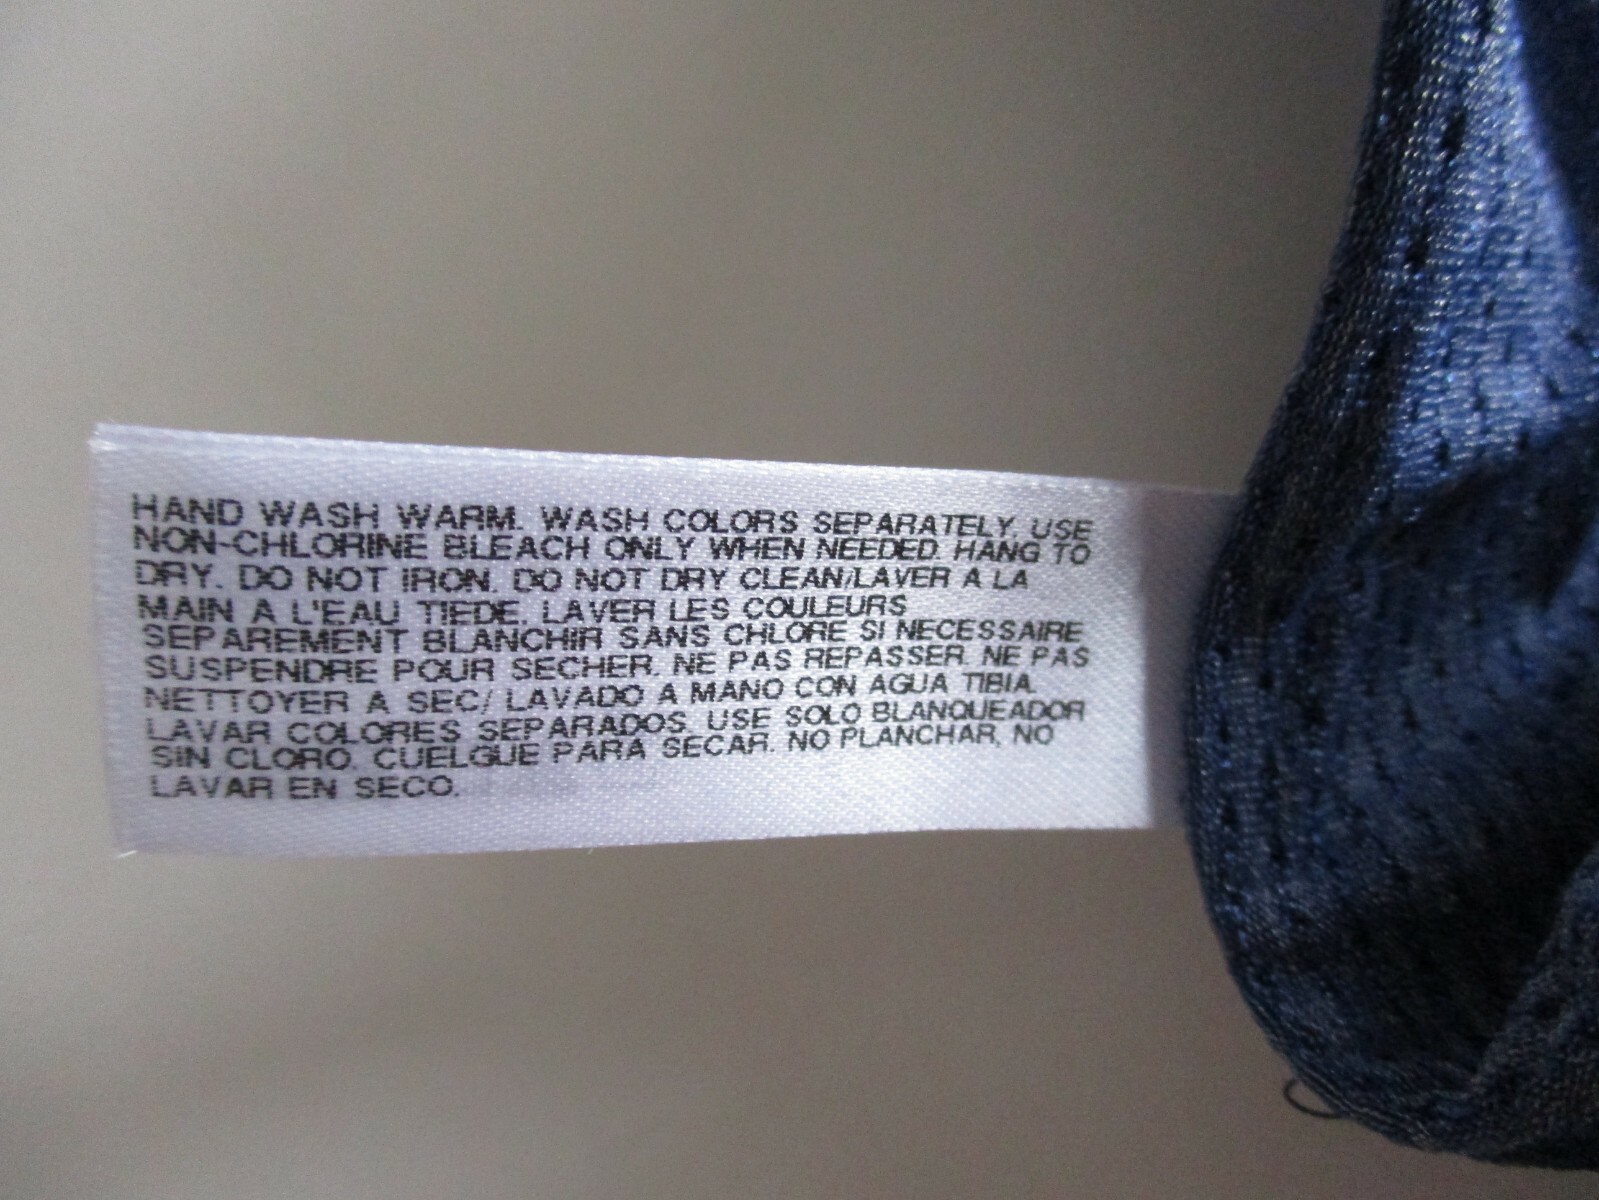 HAND WASH WARM. WASH COLORS SEPARATELY. USE
NON-CHLORINE BLEACH ONLY WHEN NEEDED. HANG TO
DRY. DO NOT IRON. DO NOT DRY CLEAN/LAVER A LA
MAIN A L'EAU TIEDE. LAVER LES COULEURS
SEPAREMENT BLANCHIR SANS CHLORE SI NECESSAIRE
SUSPENDRE POUR SECHER. NE PAS REPASSER. NE PAS
NETTOYER A SEC/ LAVADO A MANO CON AGUA TIBIA.
LAVAR COLORES SEPARADOS. USE SOLO BLANQUEADOR
SIN CLORO. CUELGUE PARA SECAR. NO PLANCHAR, NO
LAVAR EN SECO.